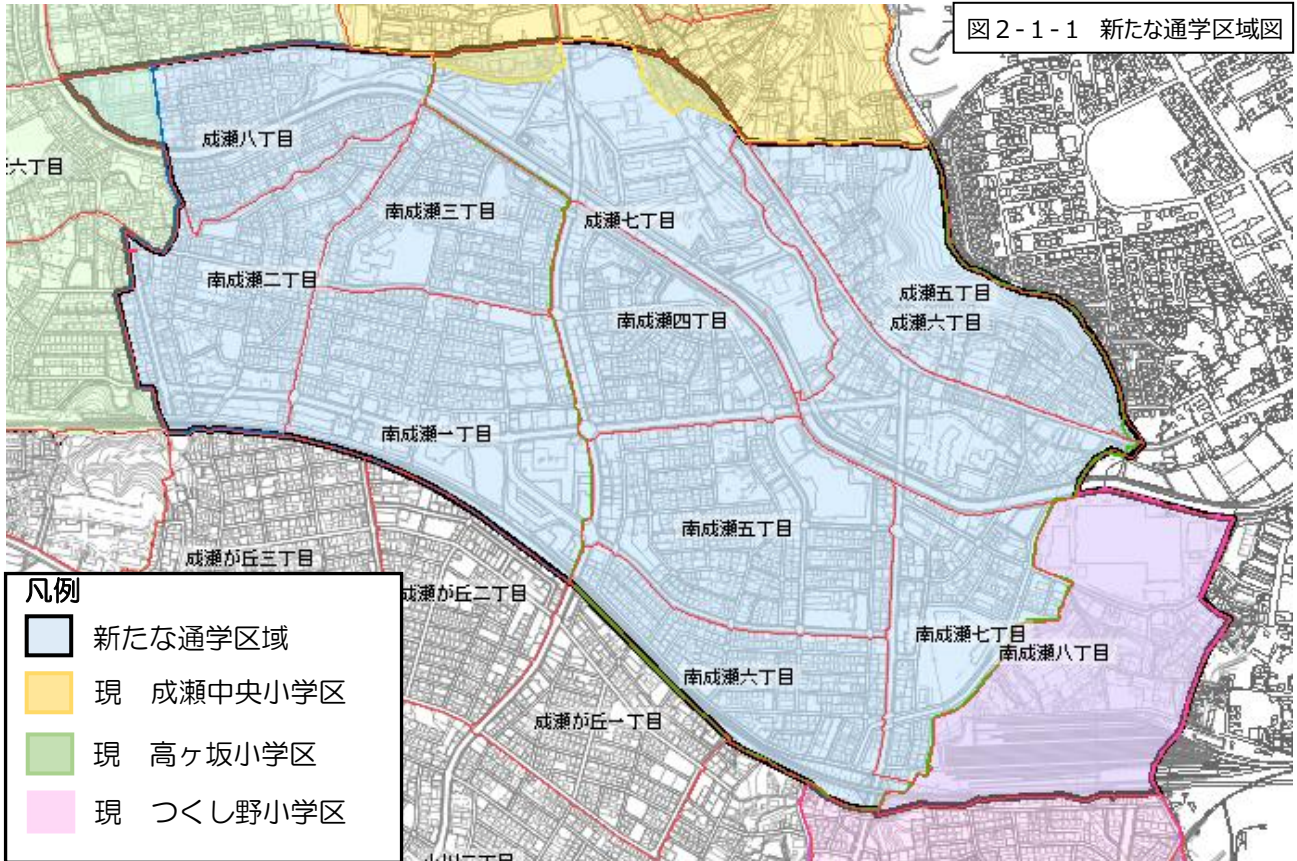 図2-1-1 新たな通学区域図
成瀬八丁目
六丁目
南成瀬三丁目
成瀬七丁目
南成瀬二丁目
成瀬五丁目
南成瀬四丁目
成瀬六丁目
南成瀬一丁目
南成瀬五丁目
成瀬が丘三丁目
成瀬が丘二丁目
南成瀬七丁目
南成瀬八丁目
南成瀬六丁目
成瀬が丘一丁目
凡例
新たな通学区域
現 成瀬中央小学区
現 高ヶ坂小学区
現 つくし野小学区